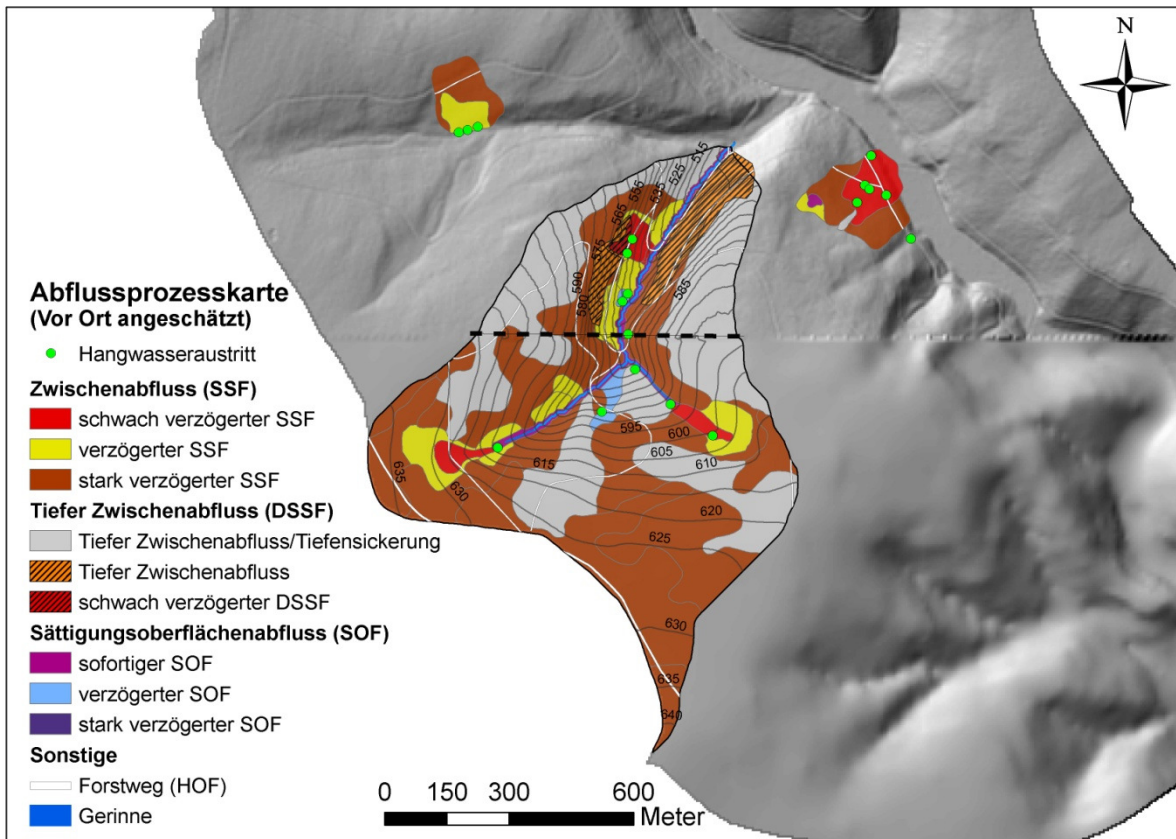 N
Abflussprozesskarte
(Vor Ort angeschätzt)
Hangwasseraustritt
Zwischenabfluss (SSF)
schwach verzögerter SSF
verzögerter SSF
stark verzögerter SSF
Tiefer Zwischenabfluss (DSSF)
Tiefer Zwischenabfluss/Tiefensickerung
Tiefer Zwischenabfluss
schwach verzögerter DSSF
Sättigungsoberflächenabfluss (SOF)
sofortiger SOF
verzögerter SOF
stark verzögerter SOF
Sonstige
Forstweg (HOF)
Gerinne
0 150 300 600
Meter
515
525
535
555
565
575
590
580
585
595
600
605
610
615
620
625
630
635
630
635
640